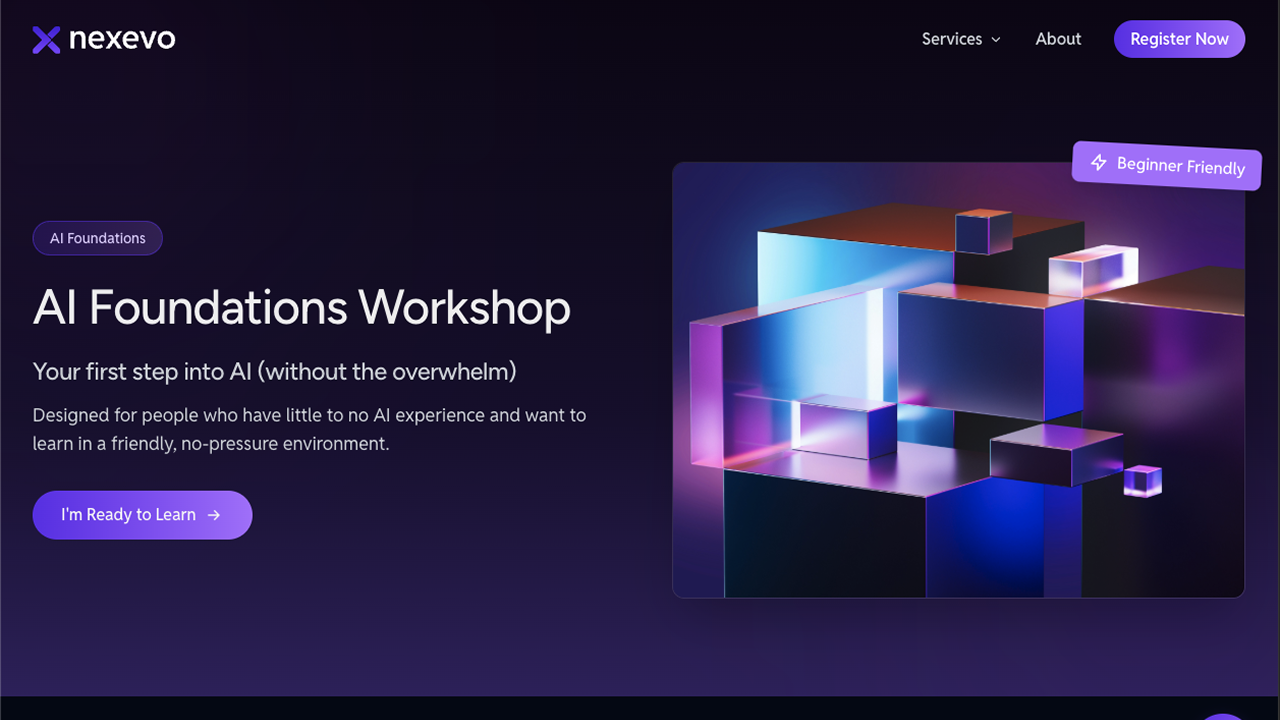 nexevo
Services
About
Register Now
Beginner Friendly
AI Foundations
AI Foundations Workshop
Your first step into AI (without the overwhelm)
Designed for people who have little to no AI experience and want to
learn in a friendly, no-pressure environment.
I'm Ready to Learn →